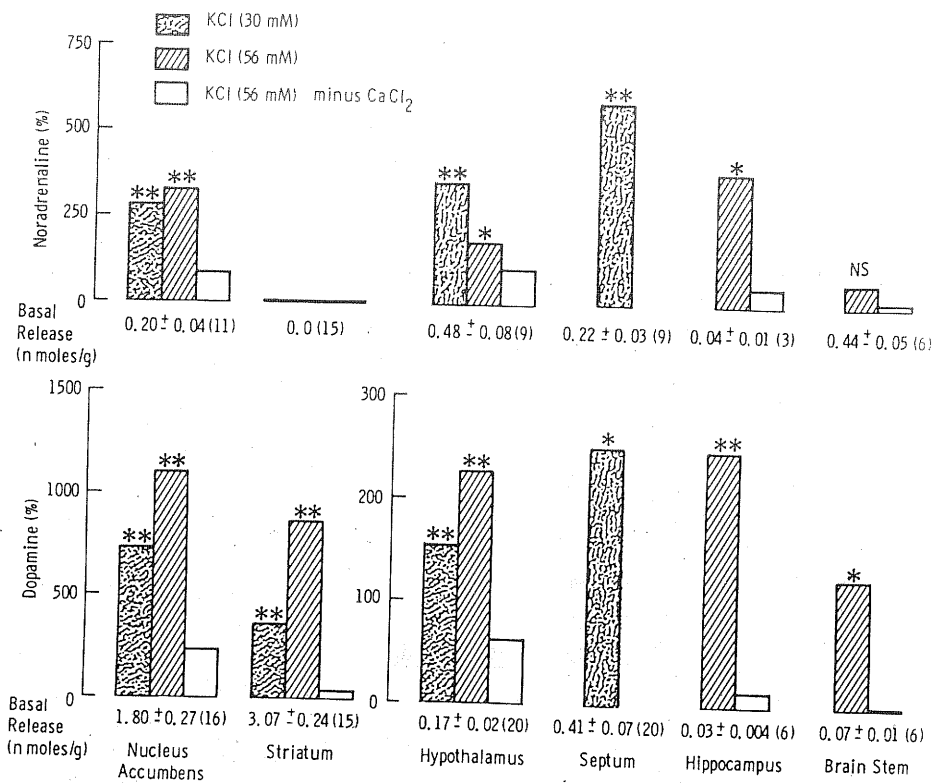 KCl (30 mM)
KCl (56 mM)
KCl (56 mM) minus CaCl2
Noradrenaline (%)
750
500
250
0
** ** ** * ** * NS
Basal Release (n moles/g)
0.20 ± 0.04 (11)
0.0 (15)
0.48 ± 0.08 (9)
0.22 ± 0.03 (9)
0.04 ± 0.01 (3)
0.44 ± 0.05 (6)
Dopamine (%)
1500
1000
500
0
300
200
100
0
** ** ** ** ** ** * ** *
Basal Release (n moles/g)
1.80 ± 0.27 (16)
3.07 ± 0.24 (15)
0.17 ± 0.02 (20)
0.41 ± 0.07 (20)
0.03 ± 0.004 (6)
0.07 ± 0.01 (6)
Nucleus Accumbens
Striatum
Hypothalamus
Septum
Hippocampus
Brain Stem